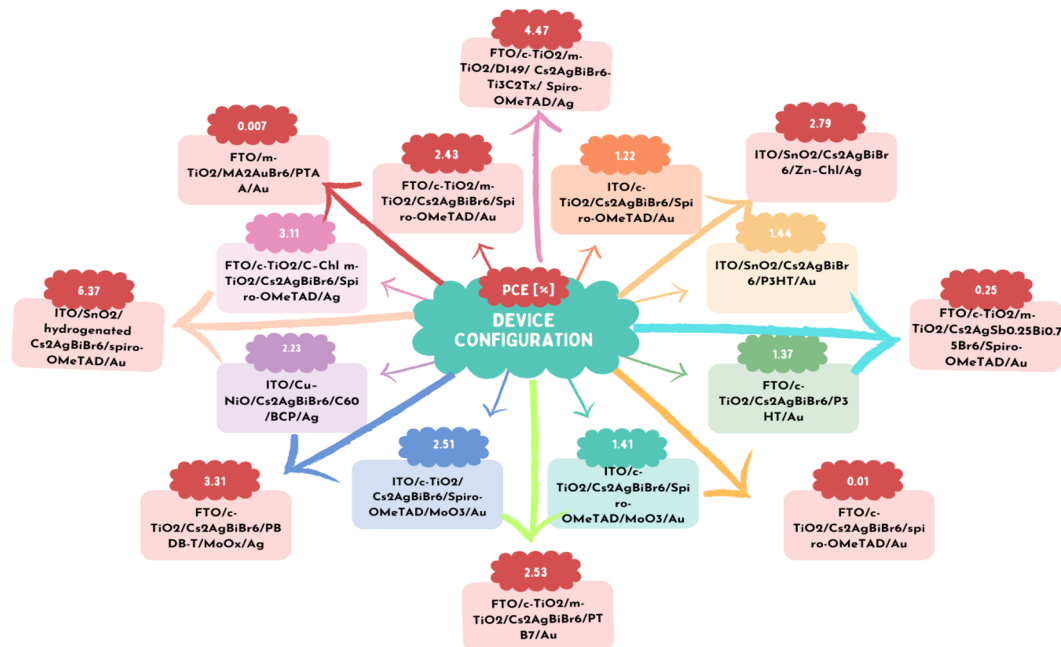 4.47
FTO/c-TiO2/m-
TiO2/D149/ Cs2AgBiBr6-
Ti3C2Tx/ Spiro-
OMeTAD/Ag
0.007
FTO/m-
TiO2/MA2AuBr6/PTA
A/Au
2.43
FTO/c-TiO2/m-
TiO2/Cs2AgBiBr6/Spi
ro-OMeTAD/Au
1.22
ITO/c-
TiO2/Cs2AgBiBr6/Spi
ro-OMeTAD/Au
2.79
ITO/SnO2/Cs2AgBiBr
6/Zn-Chl/Ag
3.11
FTO/c-TiO2/C-Chl m-
TiO2/Cs2AgBiBr6/Spi
ro-OMeTAD/Ag
1.44
ITO/SnO2/Cs2AgBiBr
6/P3HT/Au
6.37
ITO/SnO2/
hydrogenated
Cs2AgBiBr6/spiro-
OMeTAD/Au
PCE [%]
DEVICE
CONFIGURATION
0.25
FTO/c-TiO2/m-
TiO2/Cs2AgSb0.25Bi0.7
5Br6/Spiro-
OMeTAD/Au
2.23
ITO/Cu-
NiO/Cs2AgBiBr6/C60
/BCP/Ag
1.37
FTO/c-
TiO2/Cs2AgBiBr6/P3
HT/Au
3.31
FTO/c-
TiO2/Cs2AgBiBr6/PB
DB-T/MoOx/Ag
2.51
ITO/c-TiO2/
Cs2AgBiBr6/Spiro-
OMeTAD/MoO3/Au
1.41
ITO/c-
TiO2/Cs2AgBiBr6/Spi
ro-
OMeTAD/MoO3/Au
0.01
FTO/c-
TiO2/Cs2AgBiBr6/spi
ro-OMeTAD/Au
2.53
FTO/c-TiO2/m-
TiO2/Cs2AgBiBr6/PT
B7/Au